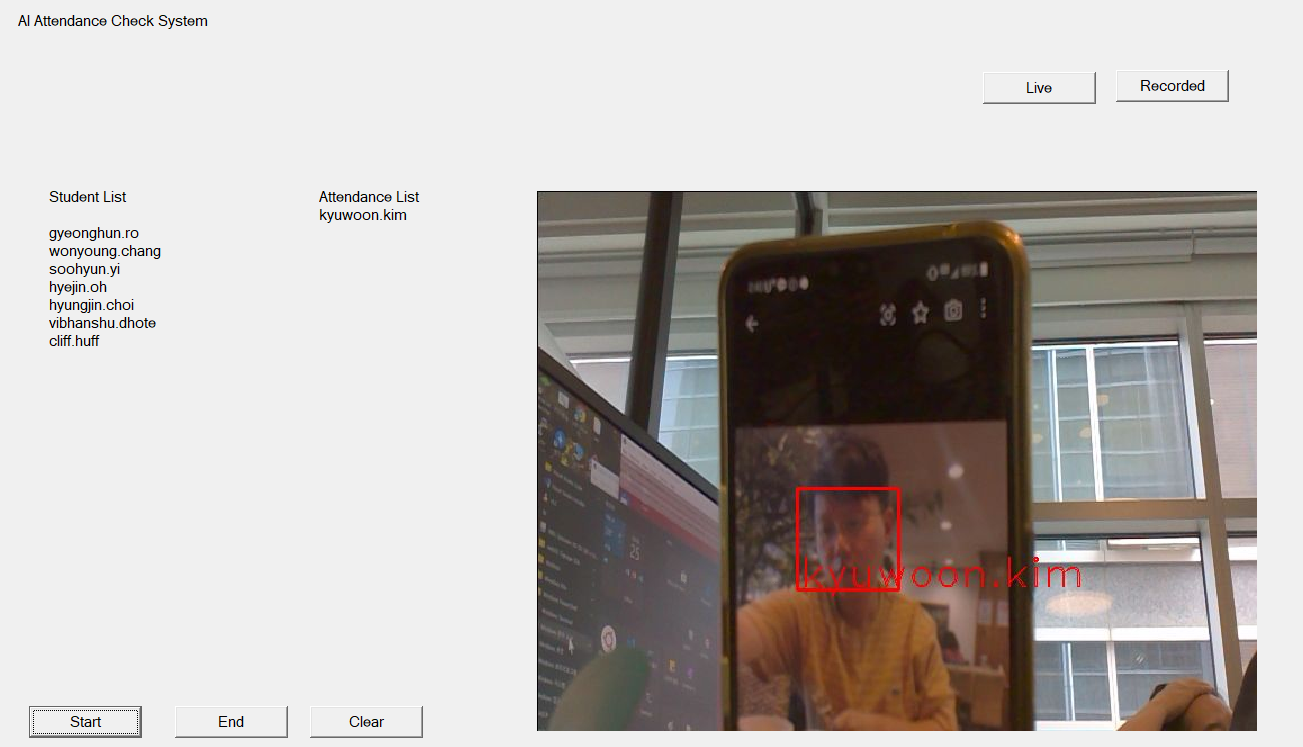 AI Attendance Check System
Live
Recorded
Student List
Attendance List
kyuwoon.kim
gyeonghun.ro
wonyoung.chang
soohyun.yi
hyejin.oh
hyungjin.choi
vibhanshu.dhote
cliff.huff
kyuwoon.kim
Start
End
Clear